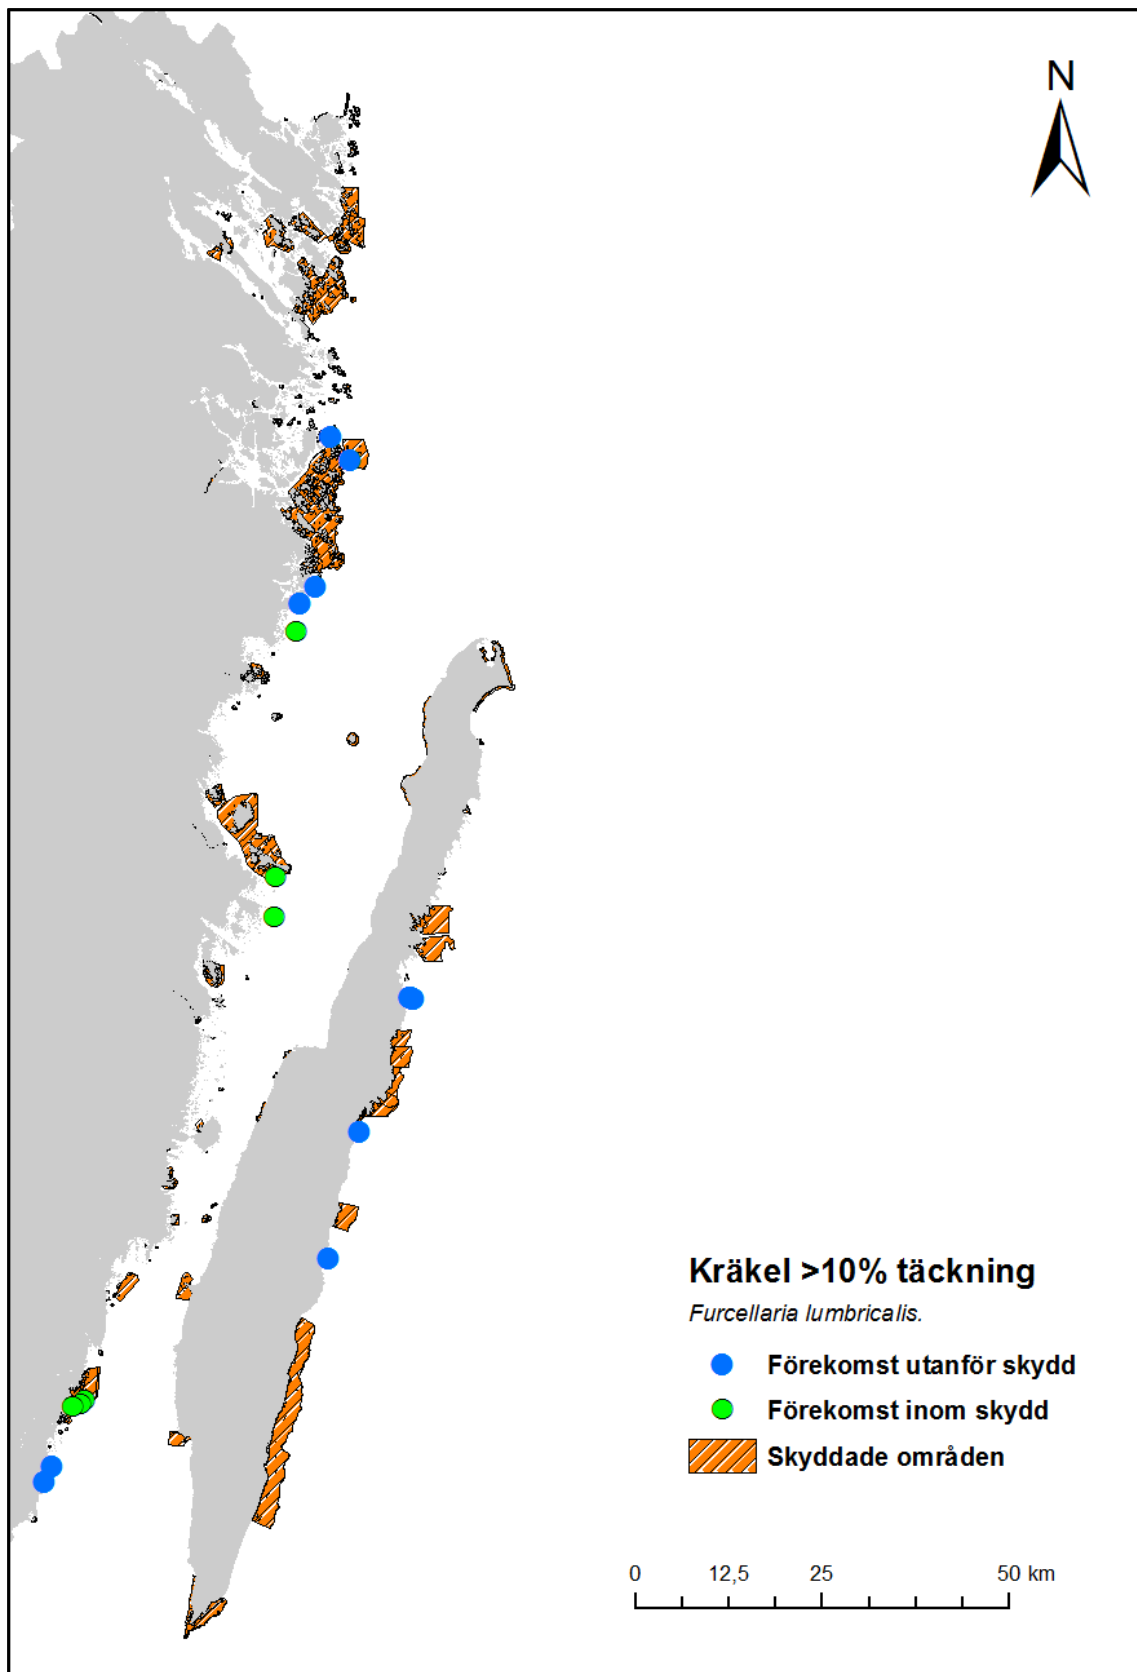 N
Kräkel >10% täckning
Furcellaria lumbricalis.
Förekomst utanför skydd
Förekomst inom skydd
Skyddade områden
0 12,5 25 50 km